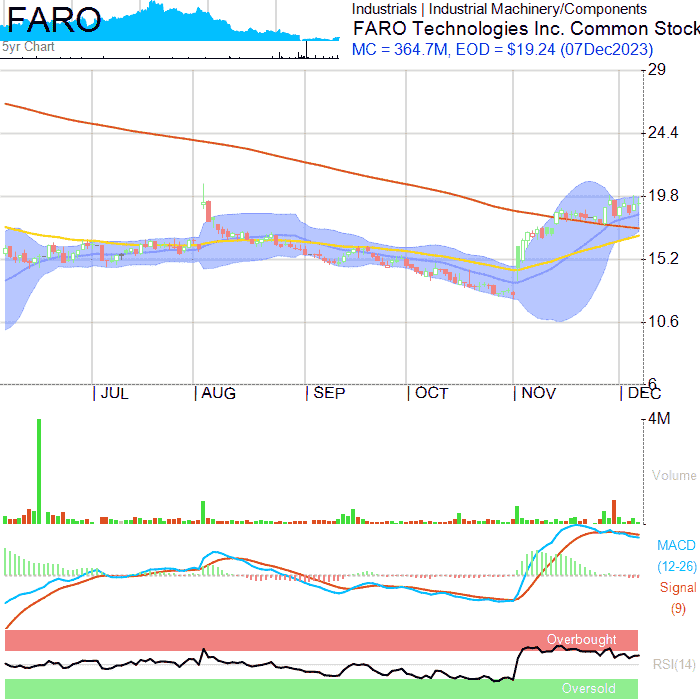 FARO
5yr Chart
Industrials | Industrial Machinery/Components
FARO Technologies Inc. Common Stock
MC = 364.7M, EOD = $19.24 (07Dec2023)
29
24.4
19.8
15.2
10.6
6
JUL
AUG
SEP
OCT
NOV
DEC
4M
Volume
MACD
(12-26)
Signal
(9)
Overbought
RSI(14)
Oversold